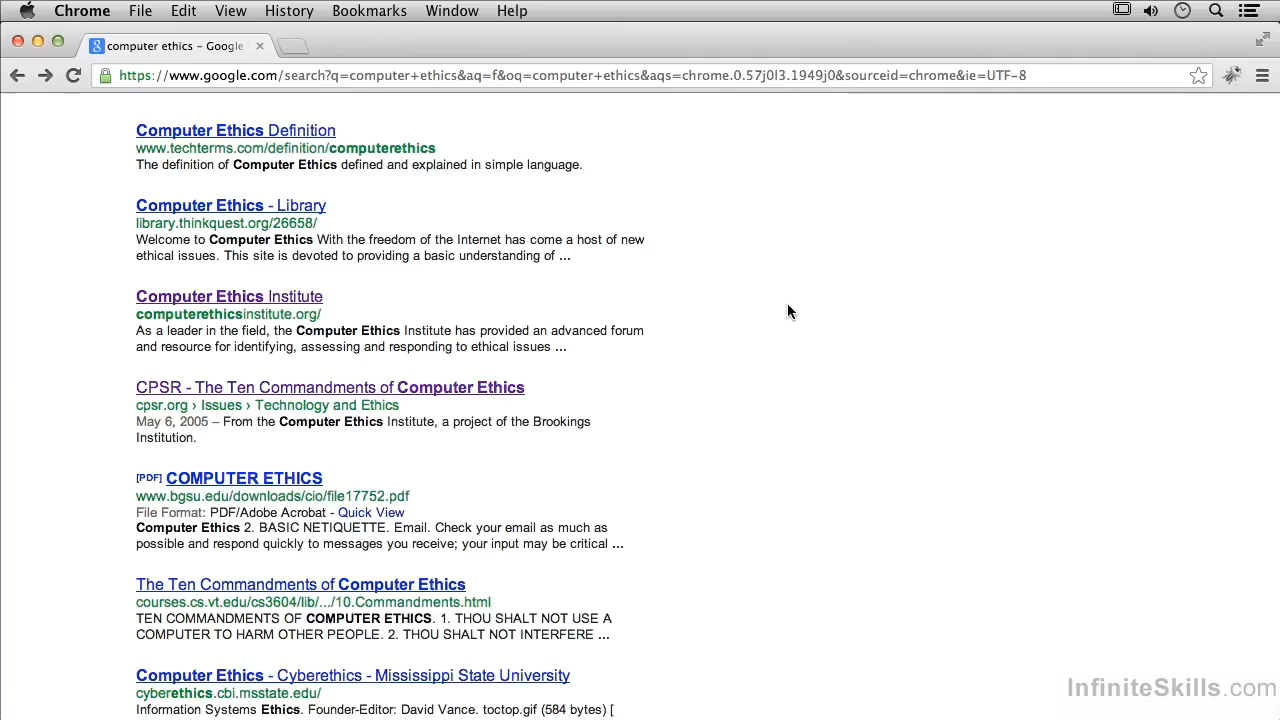 Chrome File Edit View History Bookmarks Window Help
computer ethics - Google
https://www.google.com/search?q=computer+ethics&aq=f&oq=computer+ethics&aqs=chrome.0.57j0l3.1949j0&sourceid=chrome&ie=UTF-8
Computer Ethics Definition
www.techterms.com/definition/computerethics
The definition of Computer Ethics defined and explained in simple language.
Computer Ethics - Library
library.thinkquest.org/26658/
Welcome to Computer Ethics With the freedom of the Internet has come a host of new
ethical issues. This site is devoted to providing a basic understanding of ...
Computer Ethics Institute
computerethicsinstitute.org/
As a leader in the field, the Computer Ethics Institute has provided an advanced forum
and resource for identifying, assessing and responding to ethical issues ...
CPSR - The Ten Commandments of Computer Ethics
cpsr.org › Issues › Technology and Ethics
May 6, 2005 – From the Computer Ethics Institute, a project of the Brookings
Institution.
[PDF] COMPUTER ETHICS
www.bgsu.edu/downloads/cio/file17752.pdf
File Format: PDF/Adobe Acrobat - Quick View
Computer Ethics 2. BASIC NETIQUETTE. Email. Check your email as much as
possible and respond quickly to messages you receive; your input may be critical ...
The Ten Commandments of Computer Ethics
courses.cs.vt.edu/cs3604/lib/.../10.Commandments.html
TEN COMMANDMENTS OF COMPUTER ETHICS. 1. THOU SHALT NOT USE A
COMPUTER TO HARM OTHER PEOPLE. 2. THOU SHALT NOT INTERFERE ...
Computer Ethics - Cyberethics - Mississippi State University
cyberethics.cbi.msstate.edu/
Information Systems Ethics. Founder-Editor: David Vance. toctop.gif (584 bytes) [
InfiniteSkills.com